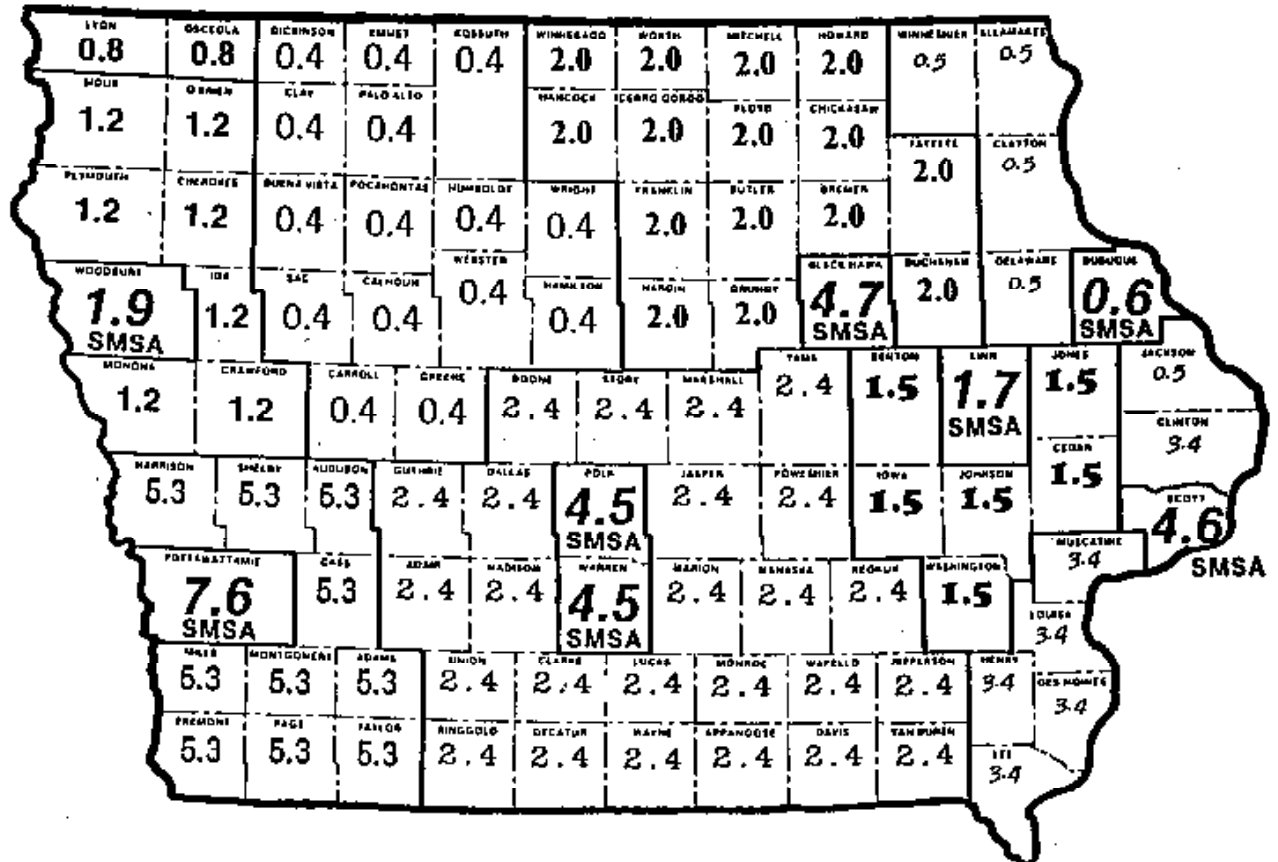 LYON OSCEOLA DICKINSON EMMET KOSSUTH WINNEBAGO WORTH MITCHELL HOWARD WINNESHIEK ALLAMAKEE
0.8 0.8 0.4 0.4 0.4 2.0 2.0 2.0 2.0 0.5 0.5
SIOUX O'BRIEN CLAY PALO ALTO HANCOCK CERRO GORDO FLOYD CHICKASAW
1.2 1.2 0.4 0.4 2.0 2.0 2.0 2.0
FAYETTE CLAYTON
2.0 0.5
PLYMOUTH CHEROKEE BUENA VISTA POCAHONTAS HUMBOLDT WRIGHT FRANKLIN BUTLER BREMER
1.2 1.2 0.4 0.4 0.4 0.4 2.0 2.0 2.0
WOODBURY IDA SAC CALHOUN WEBSTER HAMILTON HARDIN GRUNDY BLACK HAWK BUCHANAN DELAWARE DUBUQUE
1.9 1.2 0.4 0.4 0.4 0.4 2.0 2.0 4.7 2.0 0.5 0.6
SMSA SMSA SMSA
MONONA CRAWFORD CARROLL GREENE BOONE STORY MARSHALL TAMA BENTON LINN JONES JACKSON
1.2 1.2 0.4 0.4 2.4 2.4 2.4 2.4 1.5 1.7 1.5 0.5
SMSA
CLINTON
3.4
HARRISON SHELBY AUDUBON GUTHRIE DALLAS POLK JASPER POWESHIEK IOWA JOHNSON CEDAR SCOTT
5.3 5.3 5.3 2.4 2.4 4.5 2.4 2.4 1.5 1.5 1.5 4.6
SMSA SMSA
POTTAWATTAMIE CASS ADAIR MADISON WARREN MARION MAHASKA KEOKUK WASHINGTON MUSCATINE
7.6 5.3 2.4 2.4 4.5 2.4 2.4 2.4 1.5 3.4
SMSA SMSA
LOUISA
3.4
MILLS MONTGOMERY ADAMS UNION CLARKE LUCAS MONROE WAPELLO JEFFERSON HENRY DES MOINES
5.3 5.3 5.3 2.4 2.4 2.4 2.4 2.4 2.4 3.4 3.4
FREMONT PAGE TAYLOR RINGGOLD DECATUR WAYNE APPANOOSE DAVIS VAN BUREN LEE
5.3 5.3 5.3 2.4 2.4 2.4 2.4 2.4 2.4 3.4